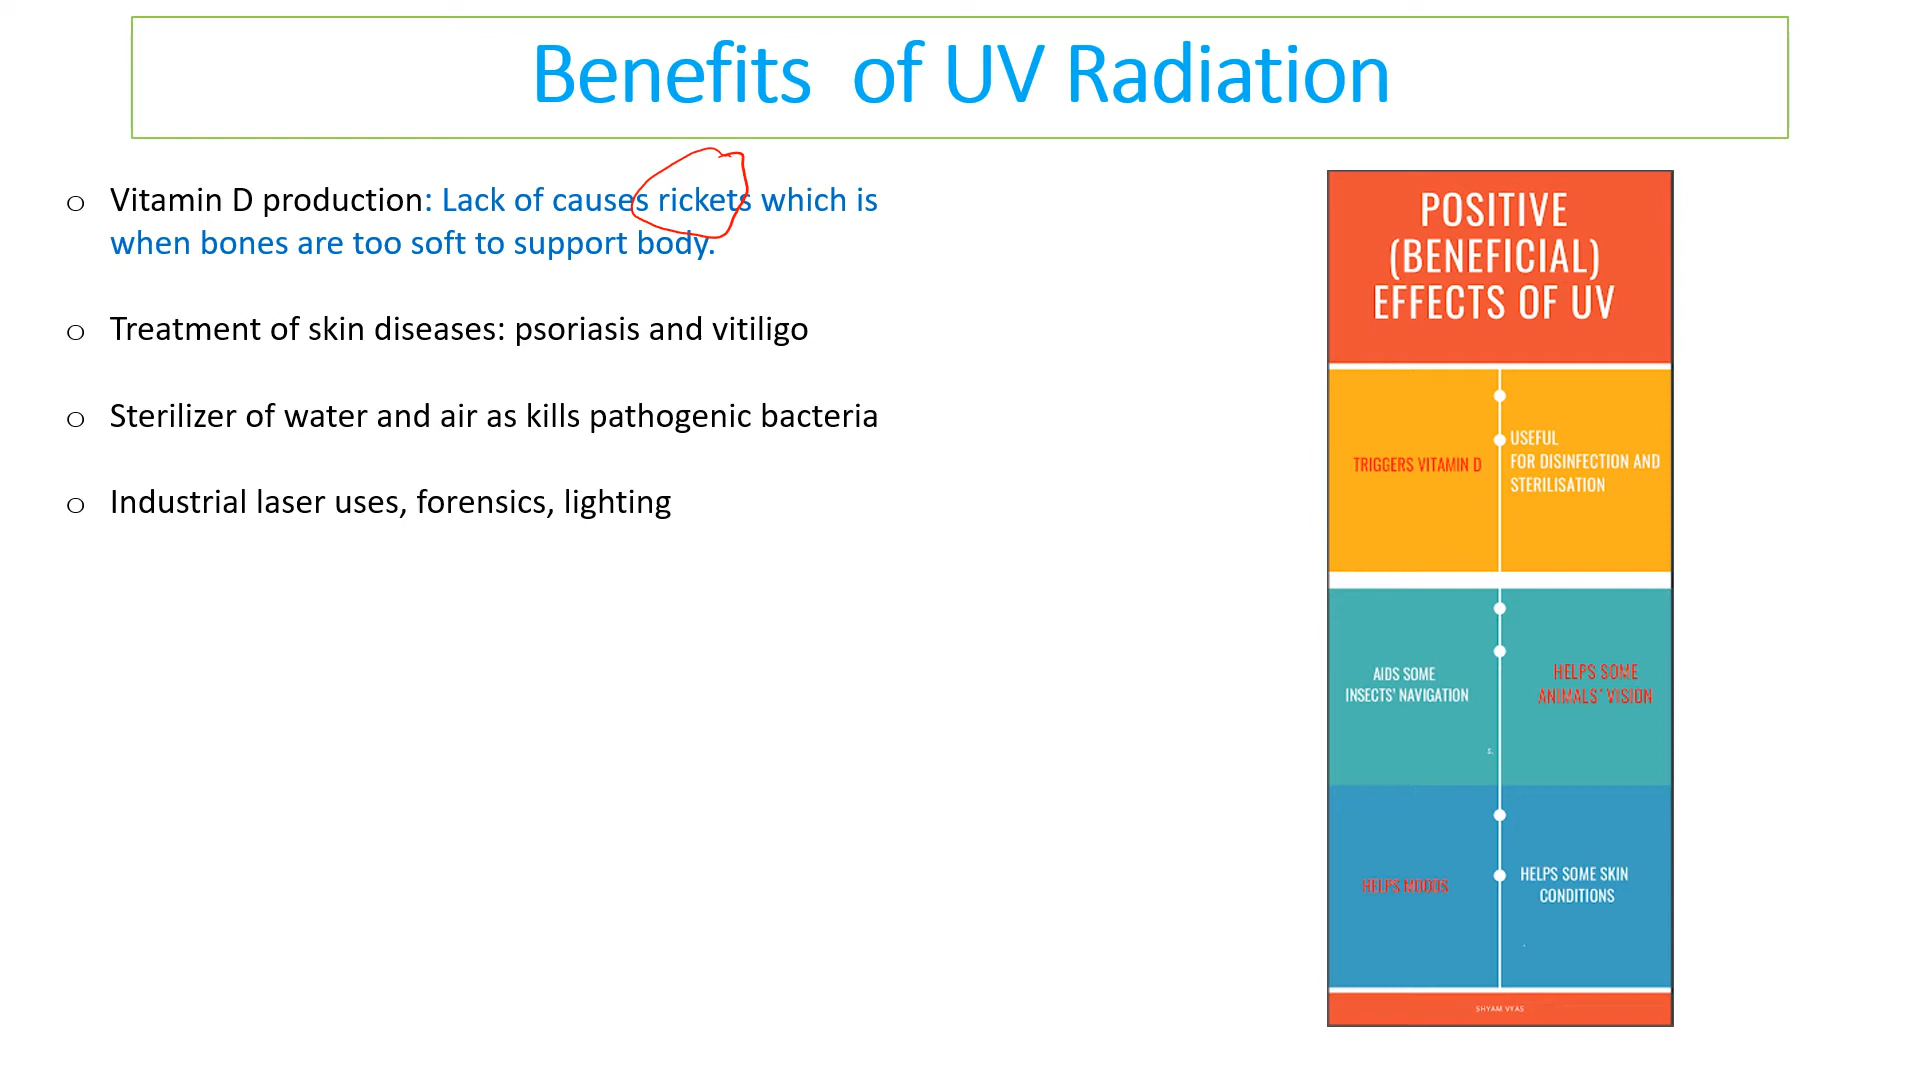 Benefits of UV Radiation
o Vitamin D production: Lack of causes rickets which is
when bones are too soft to support body.
o Treatment of skin diseases: psoriasis and vitiligo
o Sterilizer of water and air as kills pathogenic bacteria
o Industrial laser uses, forensics, lighting
POSITIVE
(BENEFICIAL)
EFFECTS OF UV
TRIGGERS VITAMIN D
USEFUL
FOR DISINFECTION AND
STERILISATION
AIDS SOME
INSECTS' NAVIGATION
HELPS SOME
ANIMALS' VISION
s.
HELPS MOODS
HELPS SOME SKIN
CONDITIONS
SHYAM VYAS